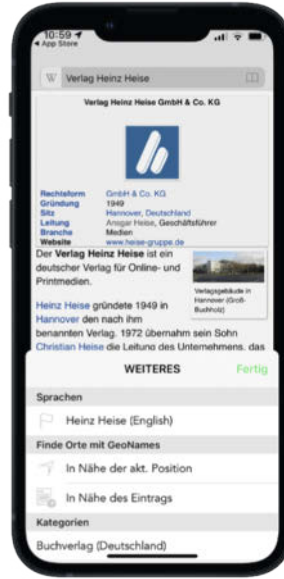 10:59
◀ App Store
W Verlag Heinz Heise
Verlag Heinz Heise GmbH & Co. KG
Rechtsform GmbH & Co. KG
Gründung 1949
Sitz Hannover, Deutschland
Leitung Ansgar Heise, Geschäftsführer
Branche Medien
Website www.heise-gruppe.de
Der Verlag Heinz Heise ist ein
deutscher Verlag für Online- und
Printmedien.
Verlagsgebäude in
Hannover (Groß-
Buchholz)
Heinz Heise gründete 1949 in
Hannover den nach ihm
benannten Verlag. 1972 übernahm sein Sohn
Christian Heise die Leitung des Unternehmens, das
WEITERES Fertig
Sprachen
Heinz Heise (English)
Finde Orte mit GeoNames
In Nähe der akt. Position
In Nähe des Eintrags
Kategorien
Buchverlag (Deutschland)